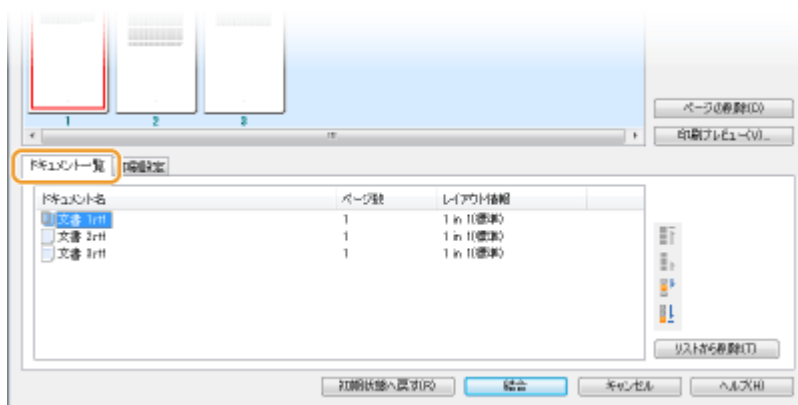 1 2 3
ページの削除(D)
印刷プレビュー(V)...
ドキュメント一覧 印刷設定
ドキュメント名 ページ数 レイアウト情報
文書 1.rtf 1 1 in 1(標準)
文書 2.rtf 1 1 in 1(標準)
文書 3.rtf 1 1 in 1(標準)
リストから削除(T)
初期状態へ戻す(R) 結合 キャンセル ヘルプ(H)